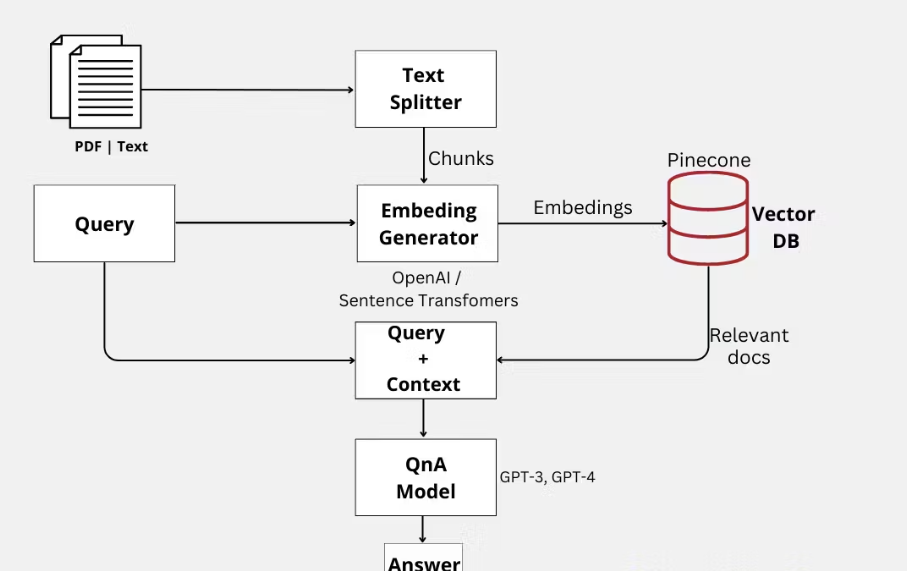 Text
Splitter
PDF | Text
Chunks
Pinecone
Query
Embeding
Generator
Embedings
Vector
DB
OpenAI /
Sentence Transfomers
Query
+
Context
Relevant
docs
QnA
Model
GPT-3, GPT-4
Answer